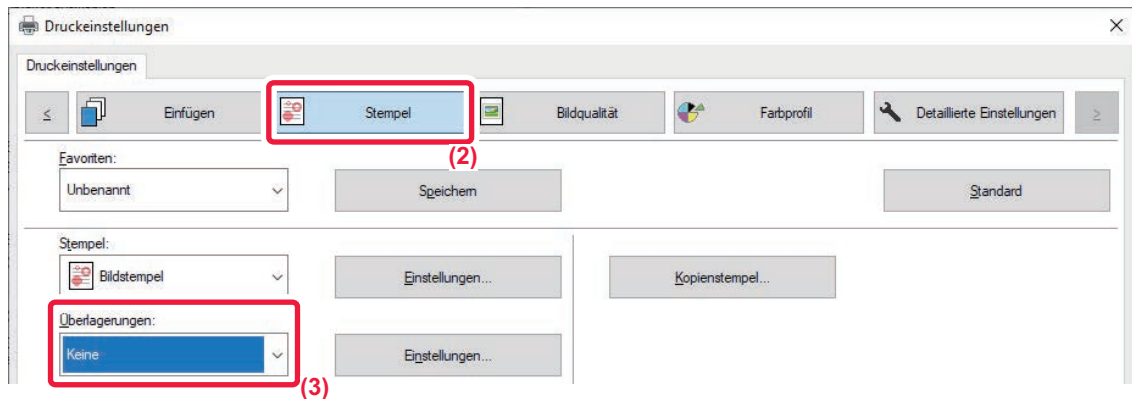 Druckeinstellungen
Druckeinstellungen
≤ Einfügen Stempel Bildqualität Farbprofil Detaillierte Einstellungen ≥
(2)
Favoriten:
Unbenannt Speichern Standard
Stempel:
Bildstempel Einstellungen... Kopienstempel...
Überlagerungen:
Keine Einstellungen...
(3)